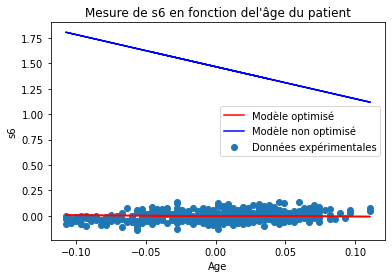 Mesure de s6 en fonction del'âge du patient
1.75
1.50
1.25
1.00
0.75
0.50
0.25
0.00
s6
Modèle optimisé
Modèle non optimisé
Données expérimentales
−0.10
−0.05
0.00
0.05
0.10
Age